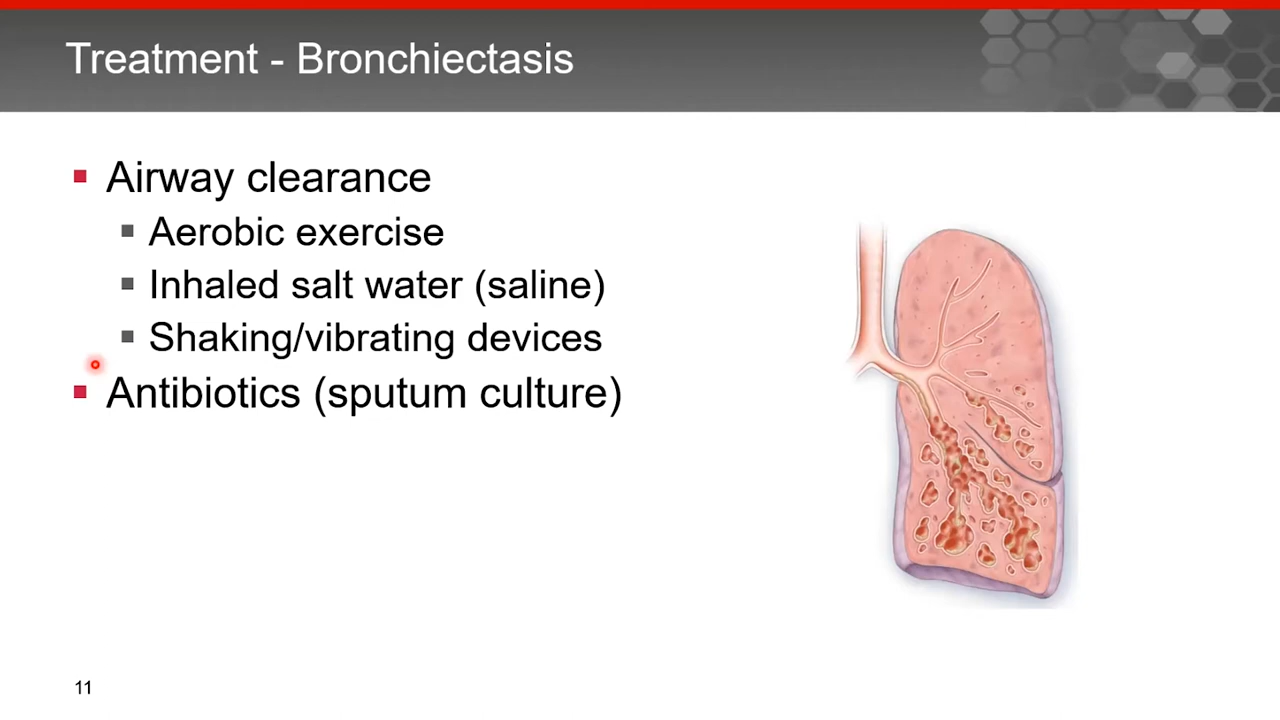 Treatment - Bronchiectasis
Airway clearance
Aerobic exercise
Inhaled salt water (saline)
Shaking/vibrating devices
Antibiotics (sputum culture)
11